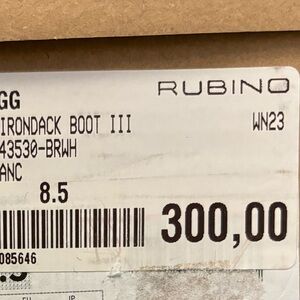 GG
RUBINO
IRONDACK BOOT III
WN23
43530-BRWH
ANC
8.5
300,00
085646